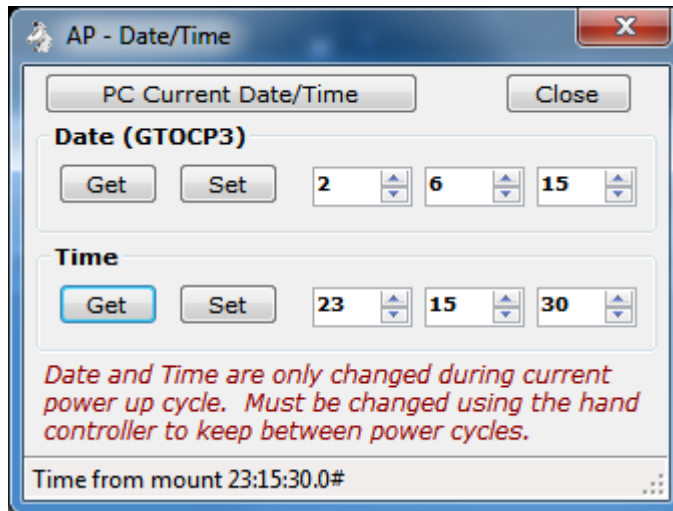 AP - Date/Time
PC Current Date/Time Close
Date (GTOCP3)
Get Set 2 6 15
Time
Get Set 23 15 30
Date and Time are only changed during current
power up cycle. Must be changed using the hand
controller to keep between power cycles.
Time from mount 23:15:30.0#